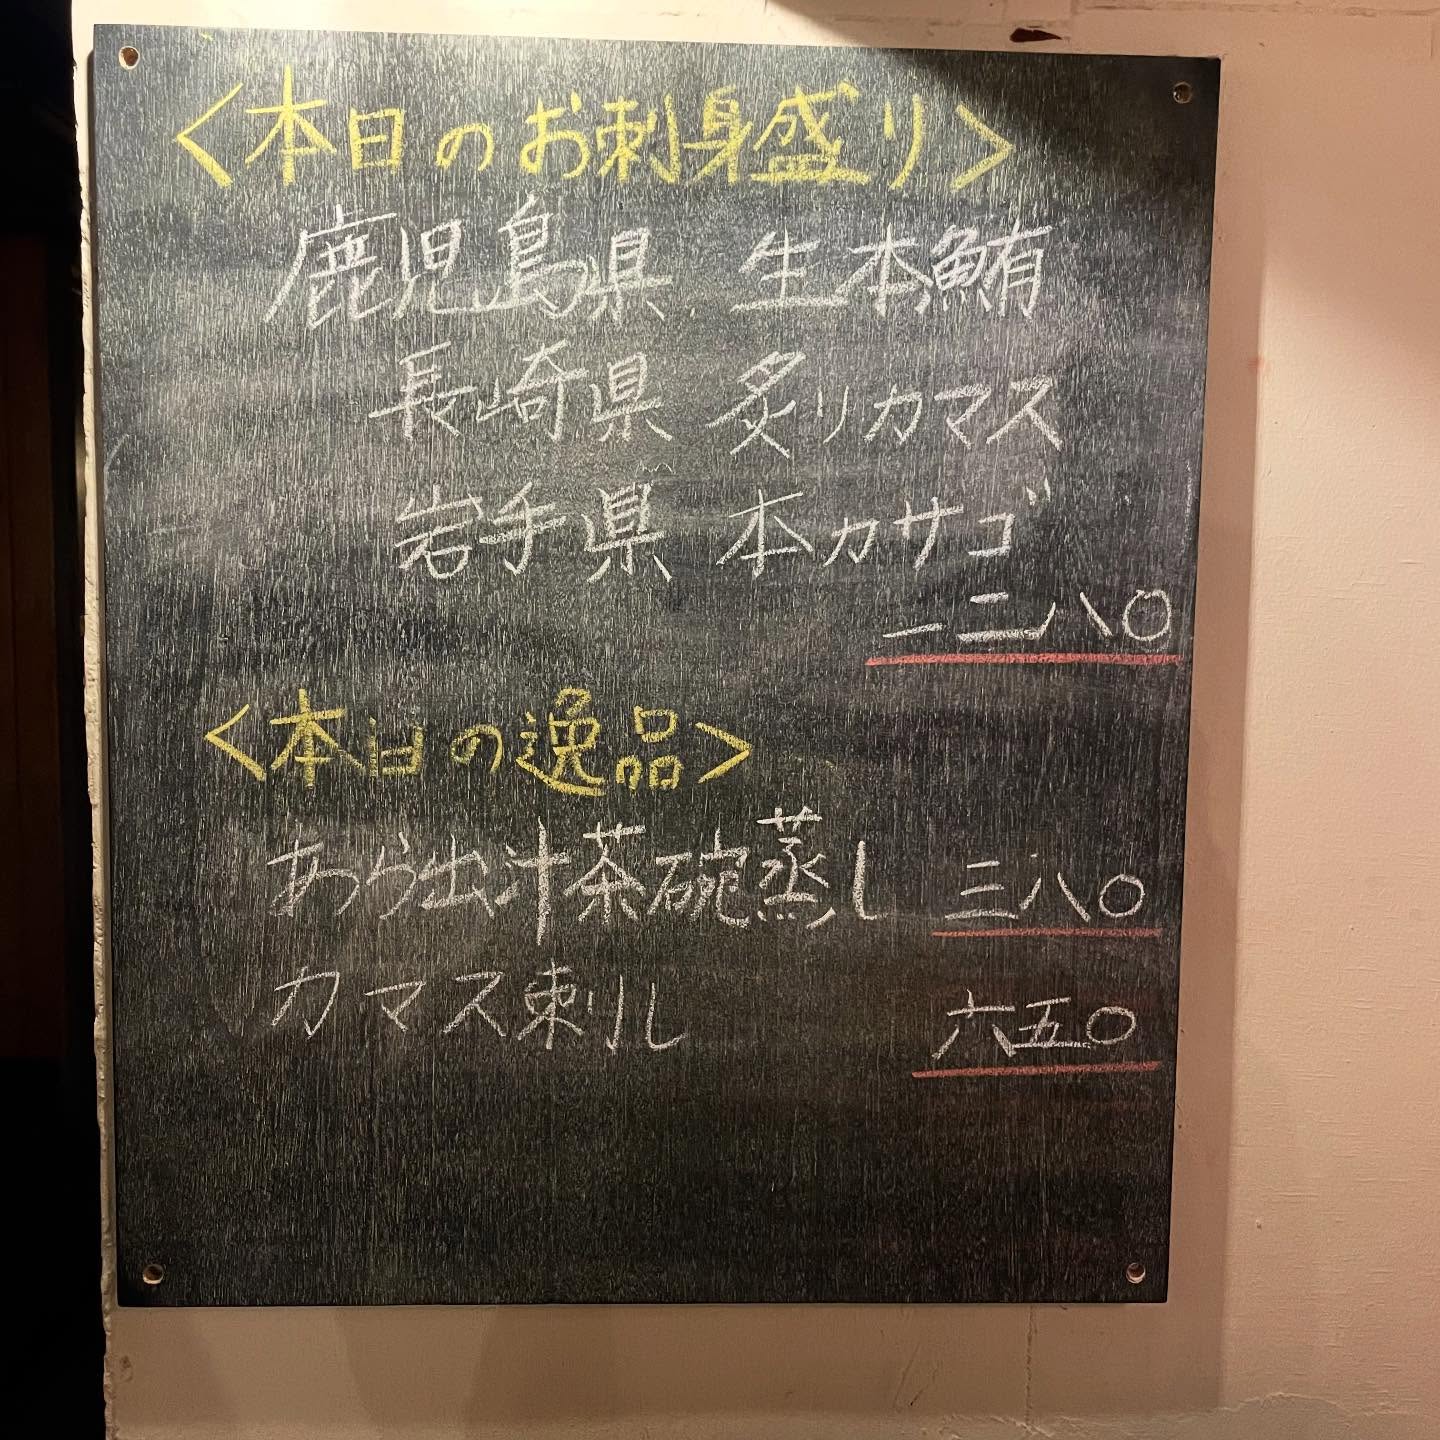 <本日のお刺身盛り>
鹿児島県 生本鮪
長崎県 炙りカマス
岩手県 本カサゴ
一二八〇
<本日の逸品>
あら出汁茶碗蒸し 三八〇
カマス刺し 六五〇